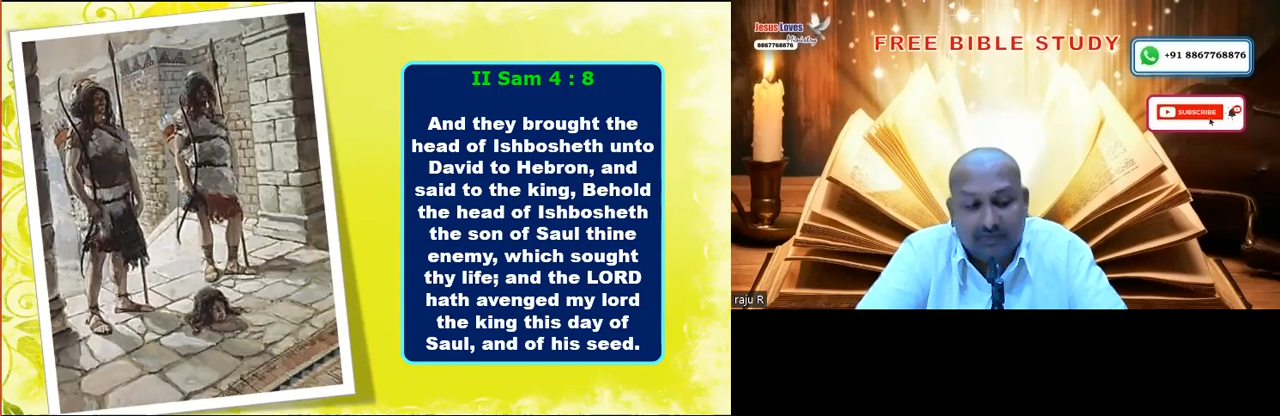 II Sam 4 : 8
And they brought the
head of Ishbosheth unto
David to Hebron, and
said to the king, Behold
the head of Ishbosheth
the son of Saul thine
enemy, which sought
thy life; and the LORD
hath avenged my lord
the king this day of
Saul, and of his seed.
Jesus Loves
Ministry
8867768876
FREE BIBLE STUDY
+91 8867768876
SUBSCRIBE
raju R